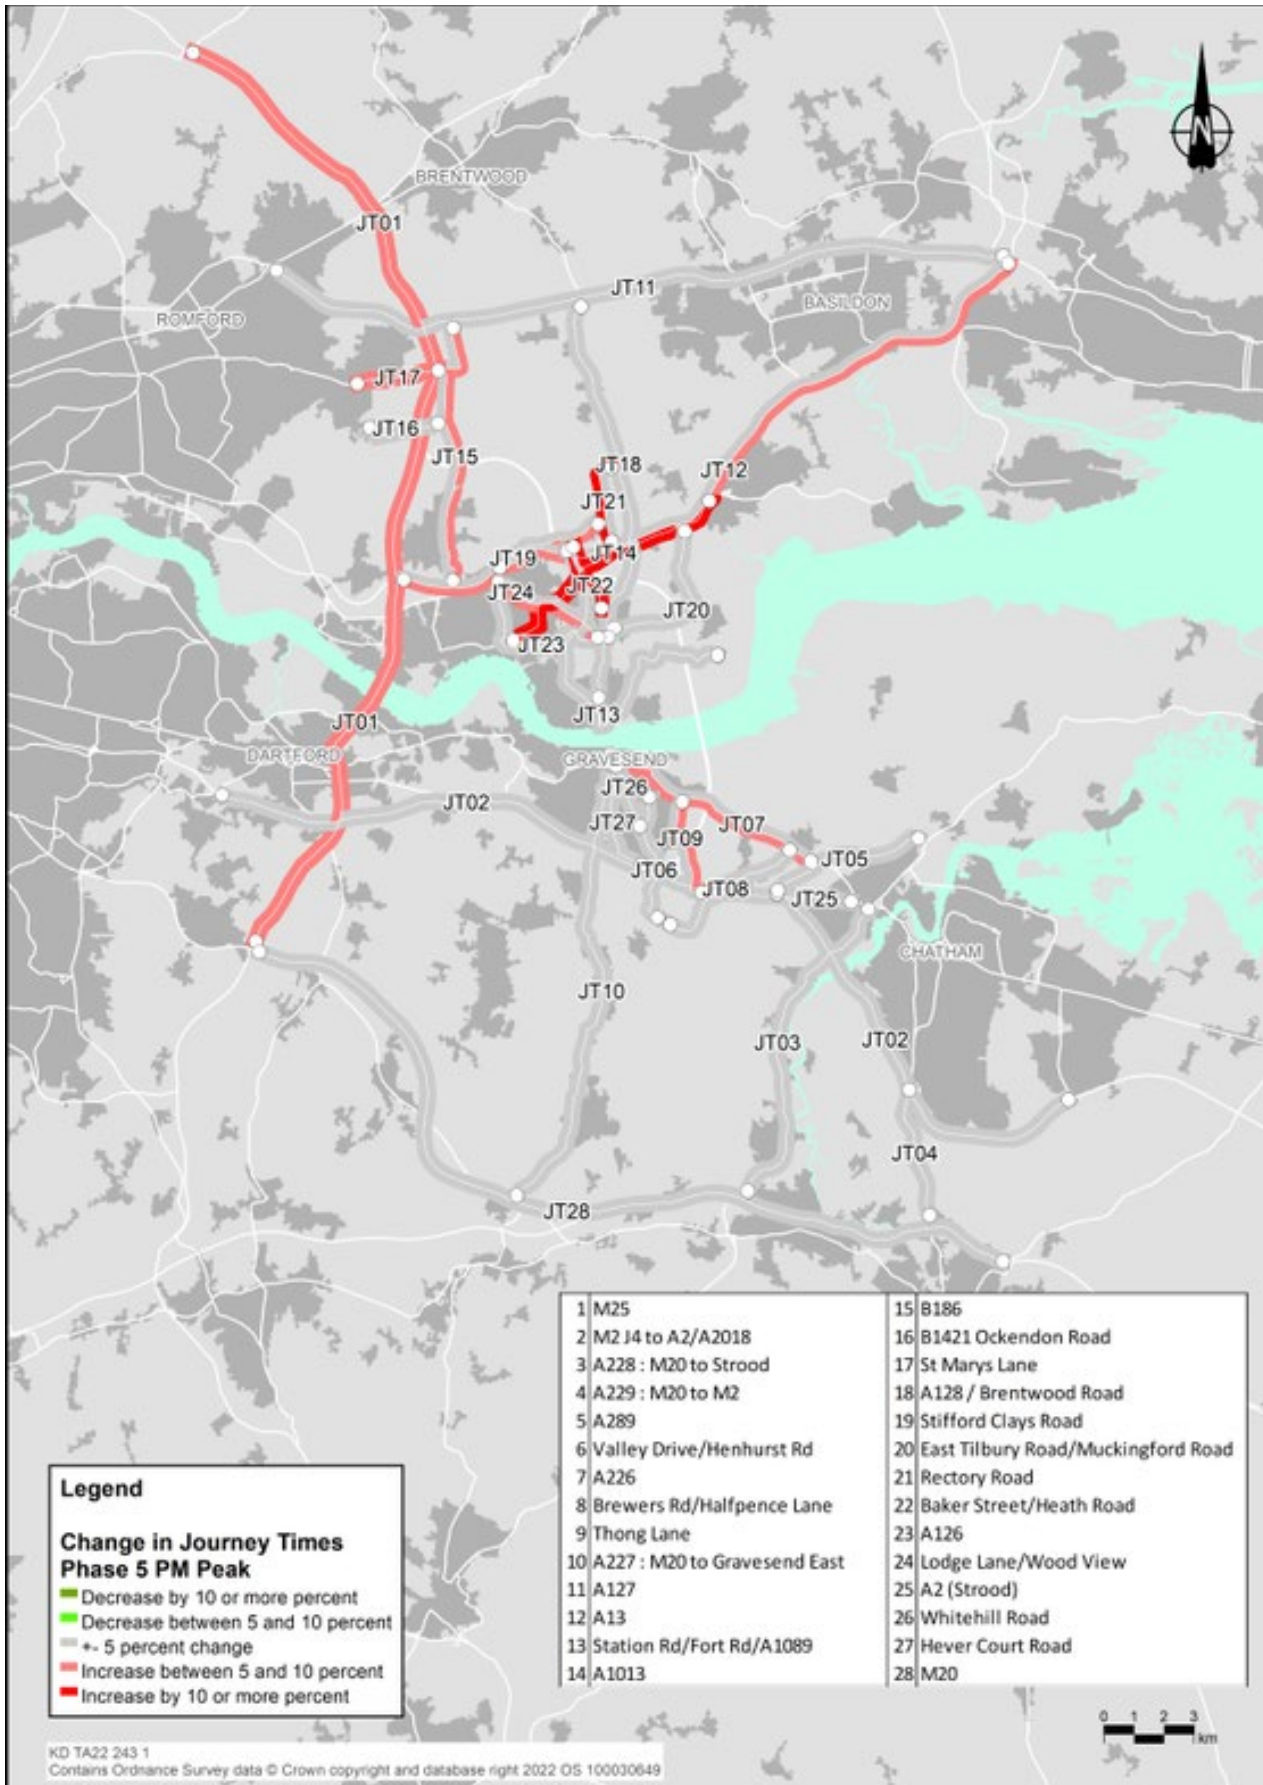 N
BRENTWOOD
JT01
JT11
BASILDON
ROMFORD
JT17
JT16
JT15
JT18
JT12
JT21
JT19
JT14
JT24
JT22
JT20
JT23
JT13
JT01
DARTFORD
GRAVESEND
JT26
JT02
JT27
JT09
JT07
JT06
JT05
JT08
JT25
CHATHAM
JT10
JT03
JT02
JT04
JT28
1 M25
2 M2 J4 to A2/A2018
3 A228 : M20 to Strood
4 A229 : M20 to M2
5 A289
6 Valley Drive/Henhurst Rd
7 A226
8 Brewers Rd/Halfpence Lane
9 Thong Lane
10 A227 : M20 to Gravesend East
11 A127
12 A13
13 Station Rd/Fort Rd/A1089
14 A1013
15 B186
16 B1421 Ockendon Road
17 St Marys Lane
18 A128 / Brentwood Road
19 Stifford Clays Road
20 East Tilbury Road/Muckingford Road
21 Rectory Road
22 Baker Street/Heath Road
23 A126
24 Lodge Lane/Wood View
25 A2 (Strood)
26 Whitehill Road
27 Hever Court Road
28 M20
Legend
Change in Journey Times
Phase 5 PM Peak
Decrease by 10 or more percent
Decrease between 5 and 10 percent
+- 5 percent change
Increase between 5 and 10 percent
Increase by 10 or more percent
0 1 2 3
km
KD TA22 243 1
Contains Ordnance Survey data © Crown copyright and database right 2022 OS 100030649